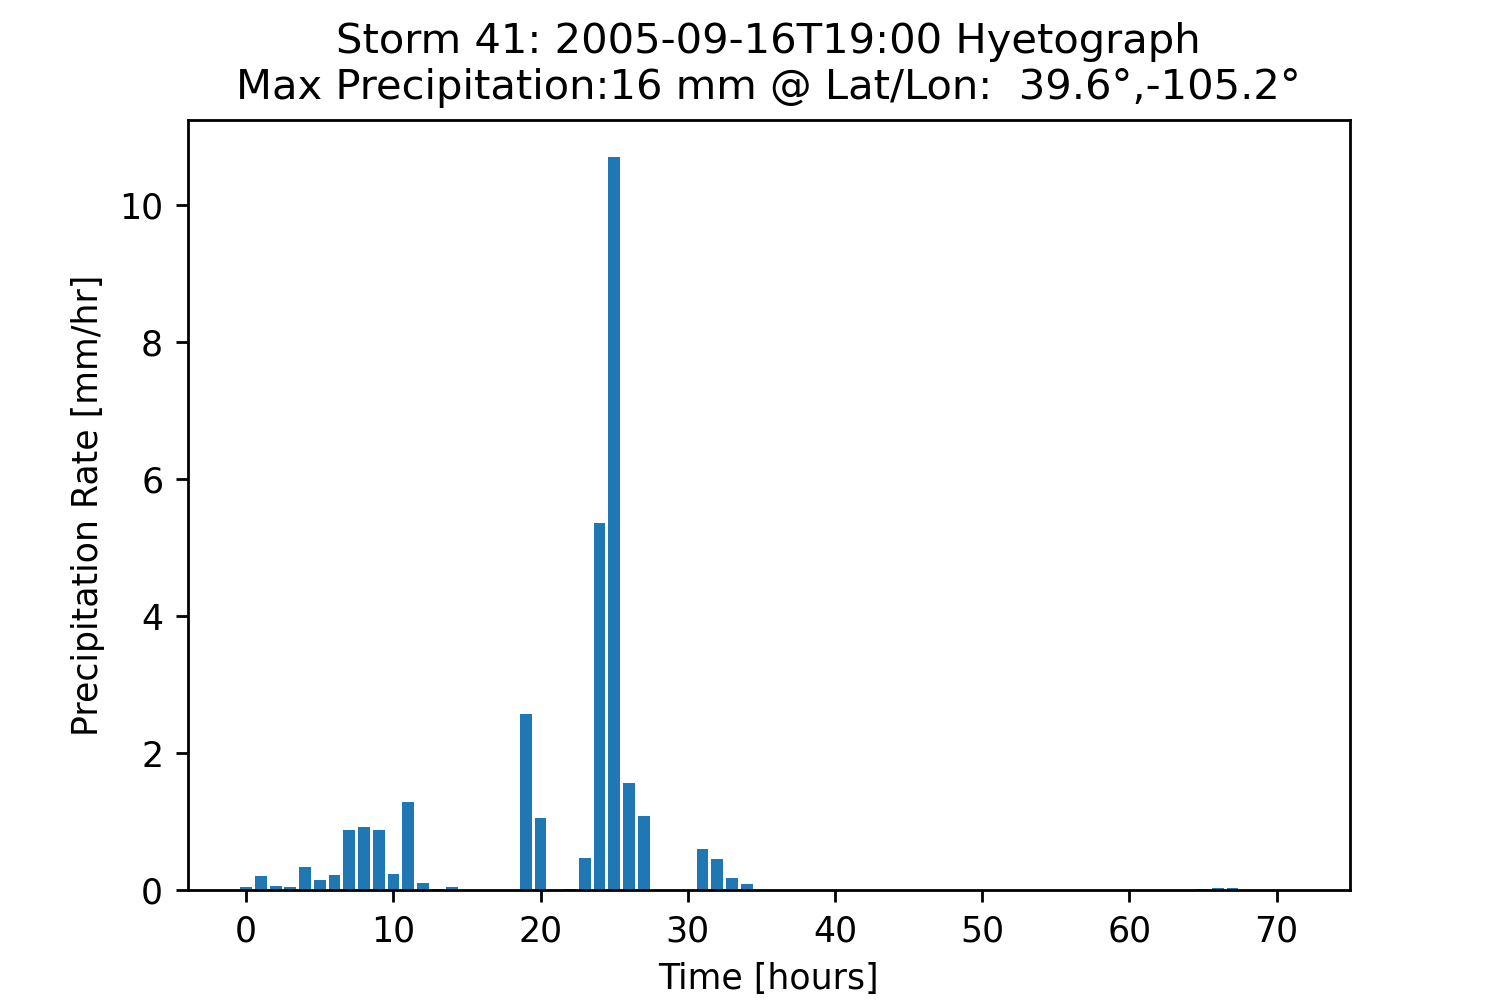 Storm 41: 2005-09-16T19:00 Hyetograph
Max Precipitation:16 mm @ Lat/Lon:  39.6°,-105.2°
Precipitation Rate [mm/hr]
10
8
6
4
2
0
0 10 20 30 40 50 60 70
Time [hours]